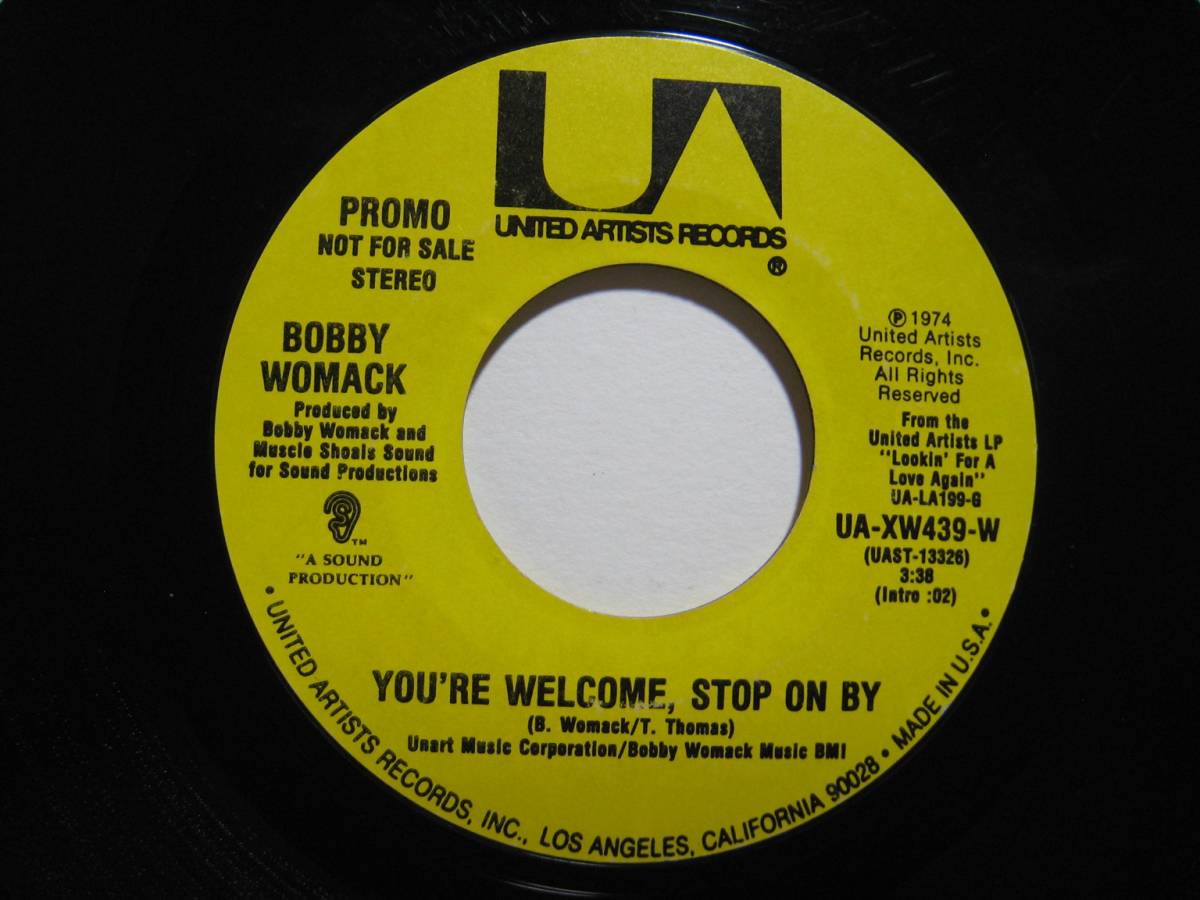 UA
UNITED ARTISTS RECORDS
®
PROMO
NOT FOR SALE
STEREO
BOBBY
WOMACK
Produced by
Bobby Womack and
Muscle Shoals Sound
for Sound Productions
TM
"A SOUND
PRODUCTION"
℗ 1974
United Artists
Records, Inc.
All Rights
Reserved
From the
United Artists LP
"Lookin' For A
Love Again"
UA-LA199-G
UA-XW439-W
(UAST-13326)
3:38
(Intro :02)
YOU'RE WELCOME, STOP ON BY
(B. Womack/T. Thomas)
Unart Music Corporation/Bobby Womack Music BMI
• UNITED ARTISTS RECORDS, INC., LOS ANGELES, CALIFORNIA 90028 • MADE IN U.S.A. •